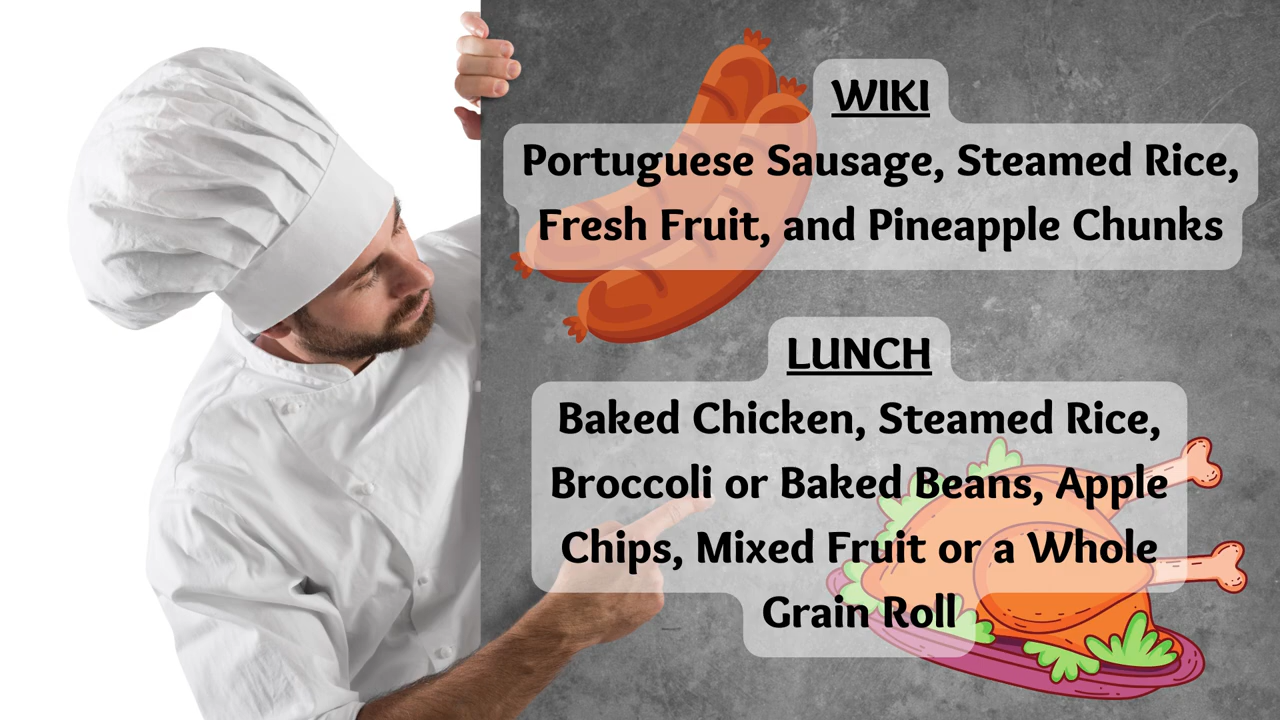 WIKI
Portuguese Sausage, Steamed Rice,
Fresh Fruit, and Pineapple Chunks
LUNCH
Baked Chicken, Steamed Rice,
Broccoli or Baked Beans, Apple
Chips, Mixed Fruit or a Whole
Grain Roll